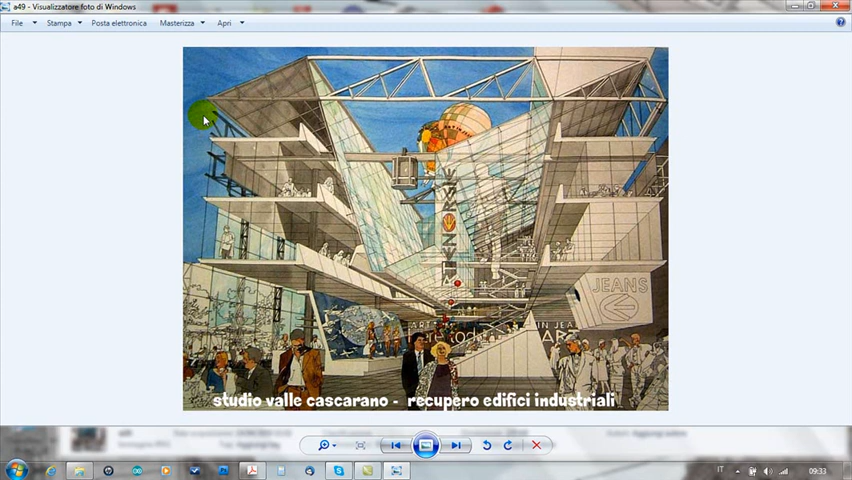 a49 - Visualizzatore foto di Windows
File Stampa Posta elettronica Masterizza Apri
JEANS
studio valle cascarano - recupero edifici industriali
IT 09:33